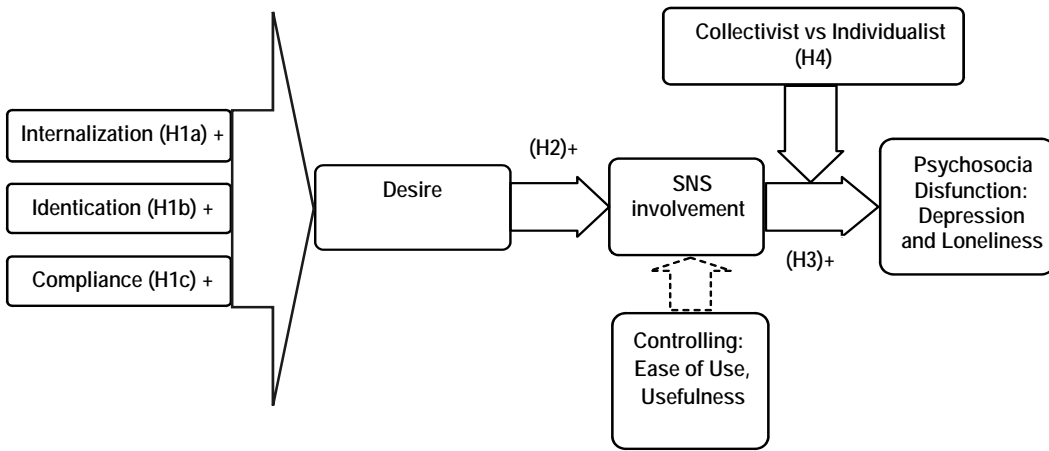 Collectivist vs Individualist
(H4)
Internalization (H1a) +
Identication (H1b) +
Compliance (H1c) +
Desire
(H2)+
SNS
involvement
(H3)+
Psychosocia
Disfunction:
Depression
and Loneliness
Controlling:
Ease of Use,
Usefulness